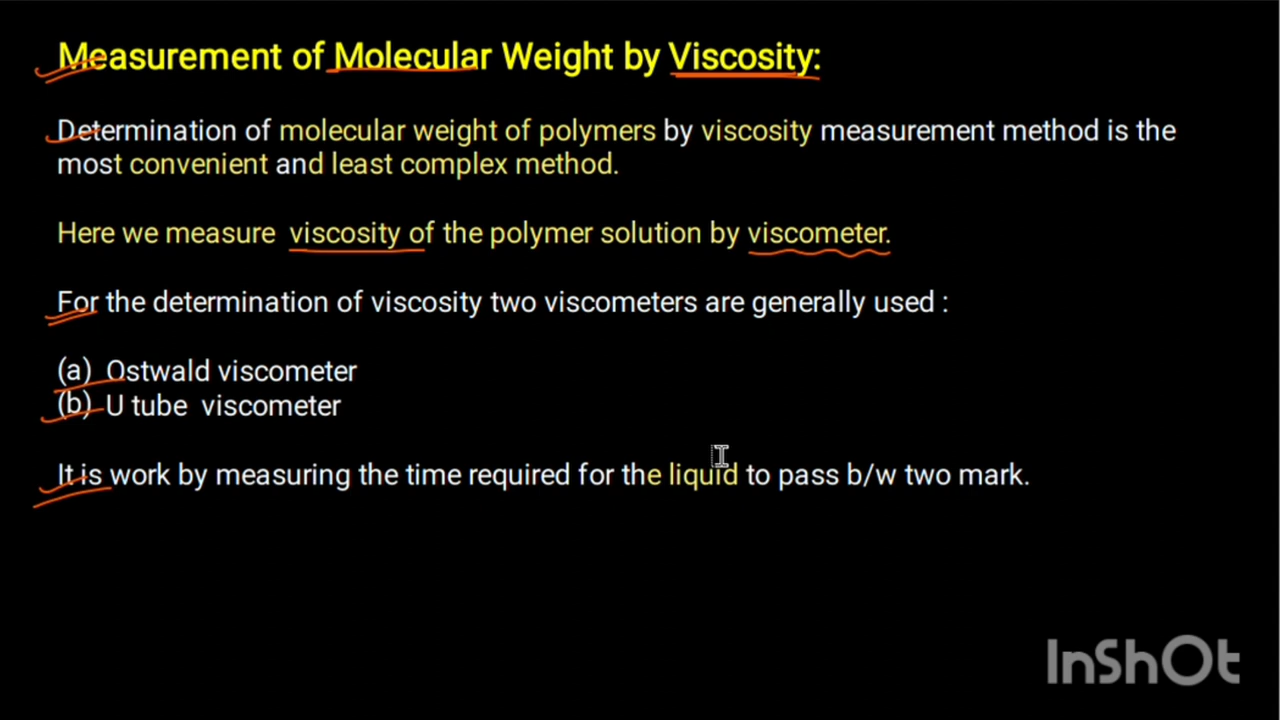 Measurement of Molecular Weight by Viscosity:
Determination of molecular weight of polymers by viscosity measurement method is the
most convenient and least complex method.
Here we measure viscosity of the polymer solution by viscometer.
For the determination of viscosity two viscometers are generally used :
(a) Ostwald viscometer
(b) U tube viscometer
It is work by measuring the time required for the liquid to pass b/w two mark.
InShOt